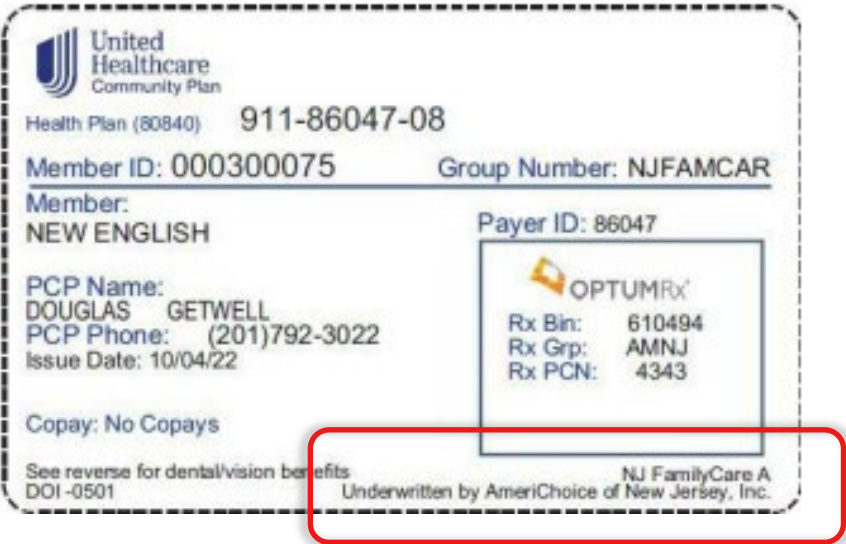 United
Healthcare
Community Plan
Health Plan (80840) 911-86047-08
Member ID: 000300075 Group Number: NJFAMCAR
Member:
NEW ENGLISH
Payer ID: 86047
OPTUMRx
Rx Bin: 610494
Rx Grp: AMNJ
Rx PCN: 4343
PCP Name:
DOUGLAS GETWELL
PCP Phone: (201)792-3022
Issue Date: 10/04/22
Copay: No Copays
See reverse for dental/vision benefits NJ FamilyCare A
DOI -0501 Underwritten by AmeriChoice of New Jersey, Inc.